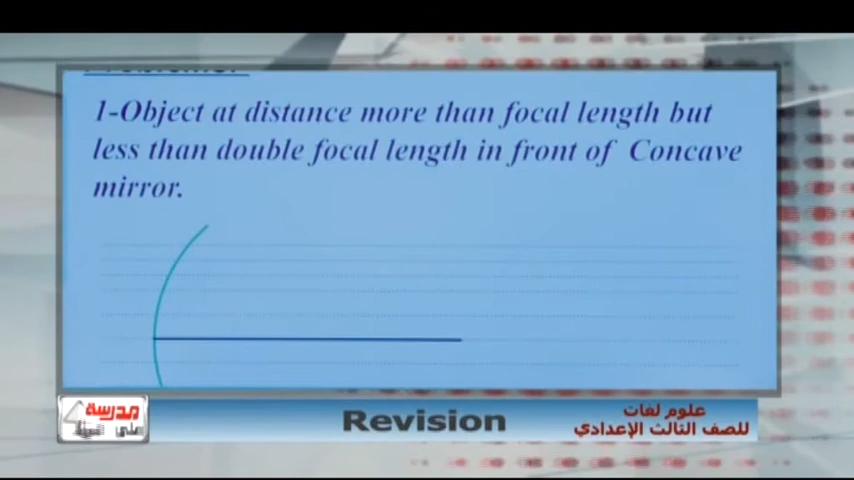 1-Object at distance more than focal length but
less than double focal length in front of Concave
mirror.
مدرسة
على
Revision
علوم لغات
للصف الثالث الإعدادي